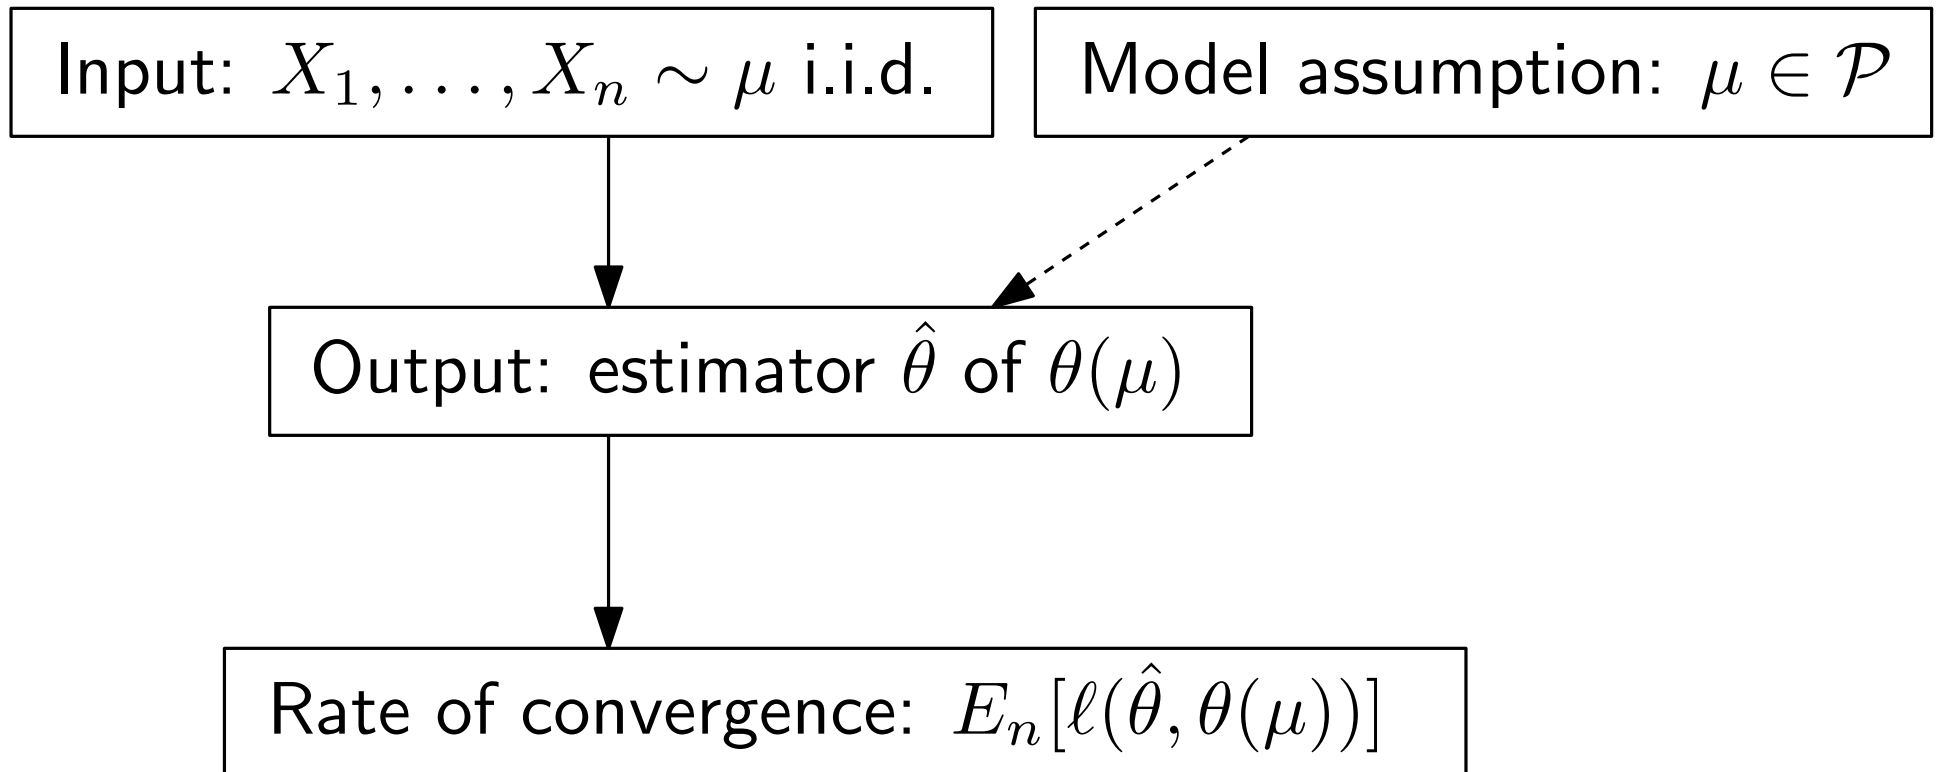 Input: X_1, . . . , X_n ∼ μ i.i.d.
Model assumption: μ ∈ 𝒫
Output: estimator θ̂ of θ(μ)
Rate of convergence: E_n[ℓ(θ̂, θ(μ))]